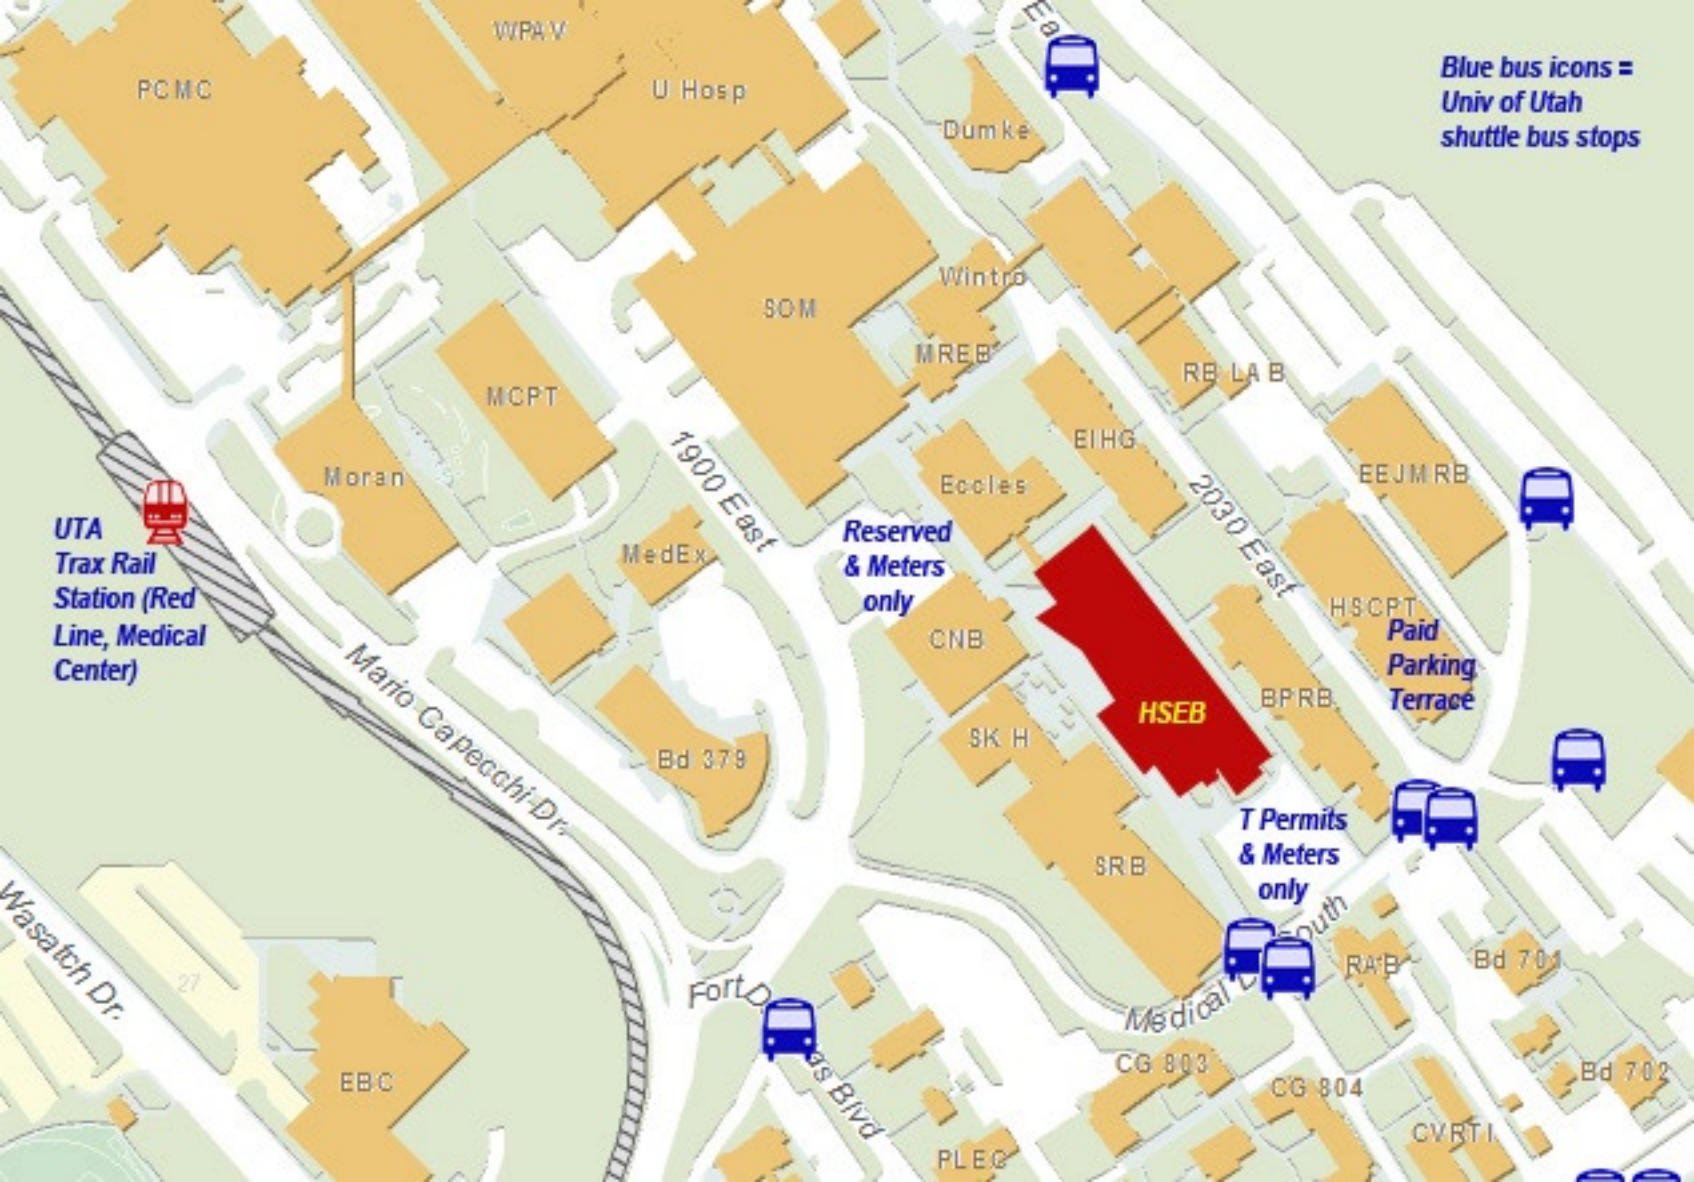 WPAV
PCMC
U Hosp
Dumke
Blue bus icons =
Univ of Utah
shuttle bus stops
Wintro
SOM
MREB
RB LAB
MCPT
EIHG
Moran
1900 East
Eccles
2030 East
EEJMRB
UTA
Trax Rail
Station (Red
Line, Medical
Center)
MedEx
Reserved
& Meters
only
HSCPT
Paid
Parking
Terrace
CNB
Mario Capecchi Dr.
HSEB
BPRB
SKH
Bd 379
T Permits
& Meters
only
SRB
Wasatch Dr.
27
RAB
Bd 701
Medical
Fort
Blvd
EBC
CG 803
CG 804
Bd 702
CVRTI
PLEC